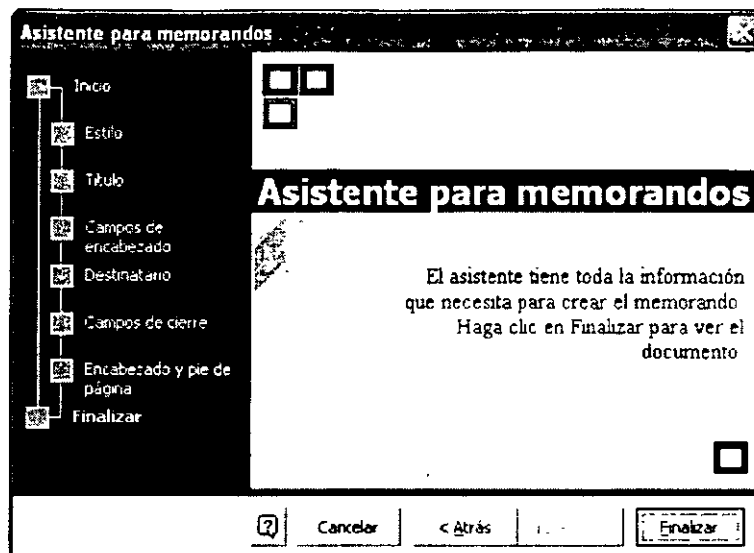 Asistente para memorandos
Inicio
Estilo
Título
Campos de
encabezado
Destinatario
Campos de cierre
Encabezado y pie de
página
Finalizar
Asistente para memorandos
El asistente tiene toda la información
que necesita para crear el memorando
Haga clic en Finalizar para ver el
documento
Cancelar
< Atrás
Finalizar